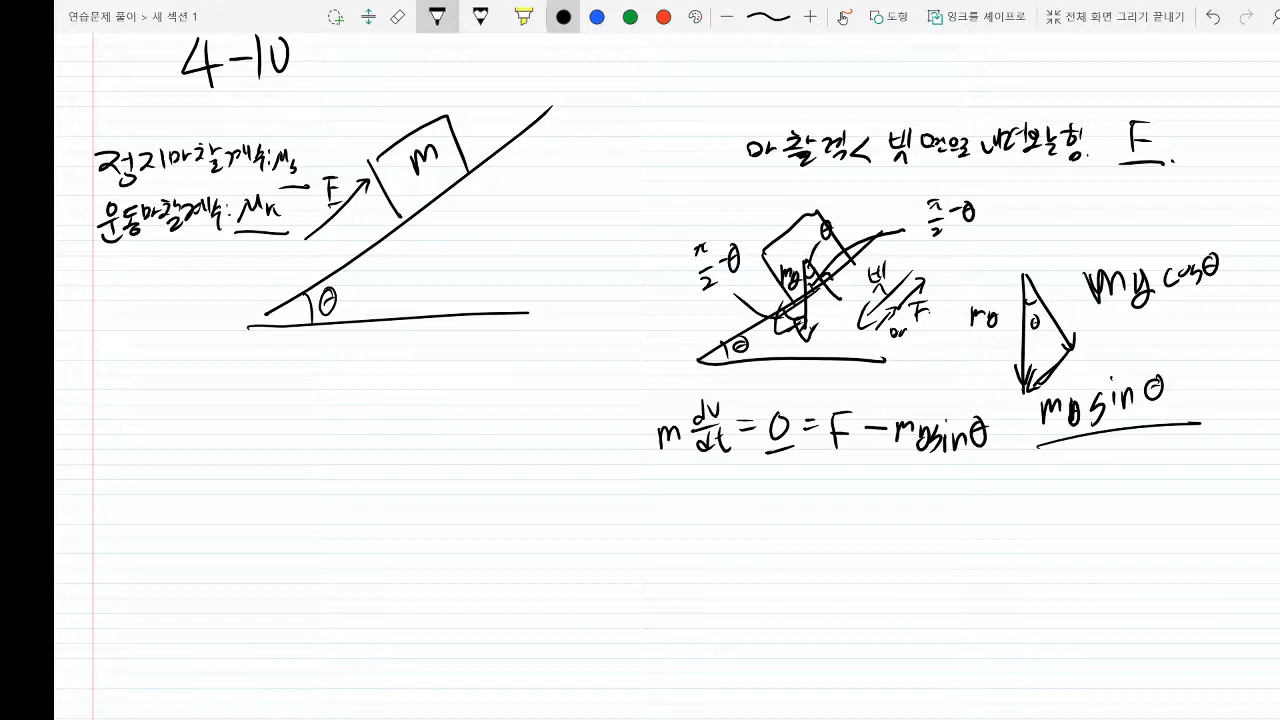 연습문제 풀이 > 새 섹션 1
도형
잉크를 셰이프로
전체 화면 그리기 끝내기
4-10
정지마찰계수: μs
운동마찰계수: μk
F
m
θ
마찰력 < 빗면으로 내려오는힘. F.
π/2-θ
θ
π/2-θ
mg
θ
빗
F
or
mg
θ
mg cosθ
mg sinθ
m dv/dt = 0 = F - mg sinθ